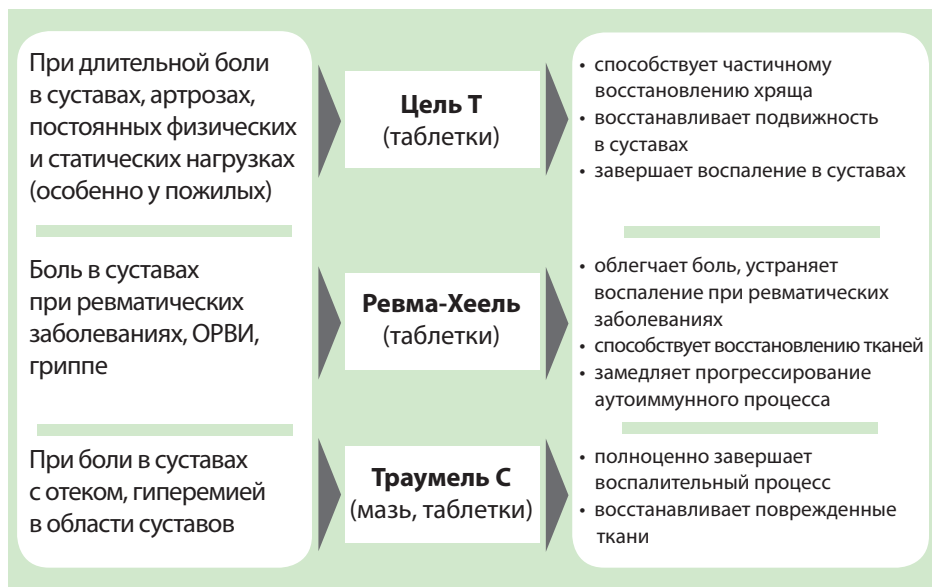 При длительной боли
в суставах, артрозах,
постоянных физических
и статических нагрузках
(особенно у пожилых)
Цель Т
(таблетки)
• способствует частичному
восстановлению хряща
• восстанавливает подвижность
в суставах
• завершает воспаление в суставах
Боль в суставах
при ревматических
заболеваниях, ОРВИ,
гриппе
Ревма-Хеель
(таблетки)
• облегчает боль, устраняет
воспаление при ревматических
заболеваниях
• способствует восстановлению тканей
• замедляет прогрессирование
аутоиммунного процесса
При боли в суставах
с отеком, гиперемией
в области суставов
Траумель С
(мазь, таблетки)
• полноценно завершает
воспалительный процесс
• восстанавливает поврежденные
ткани